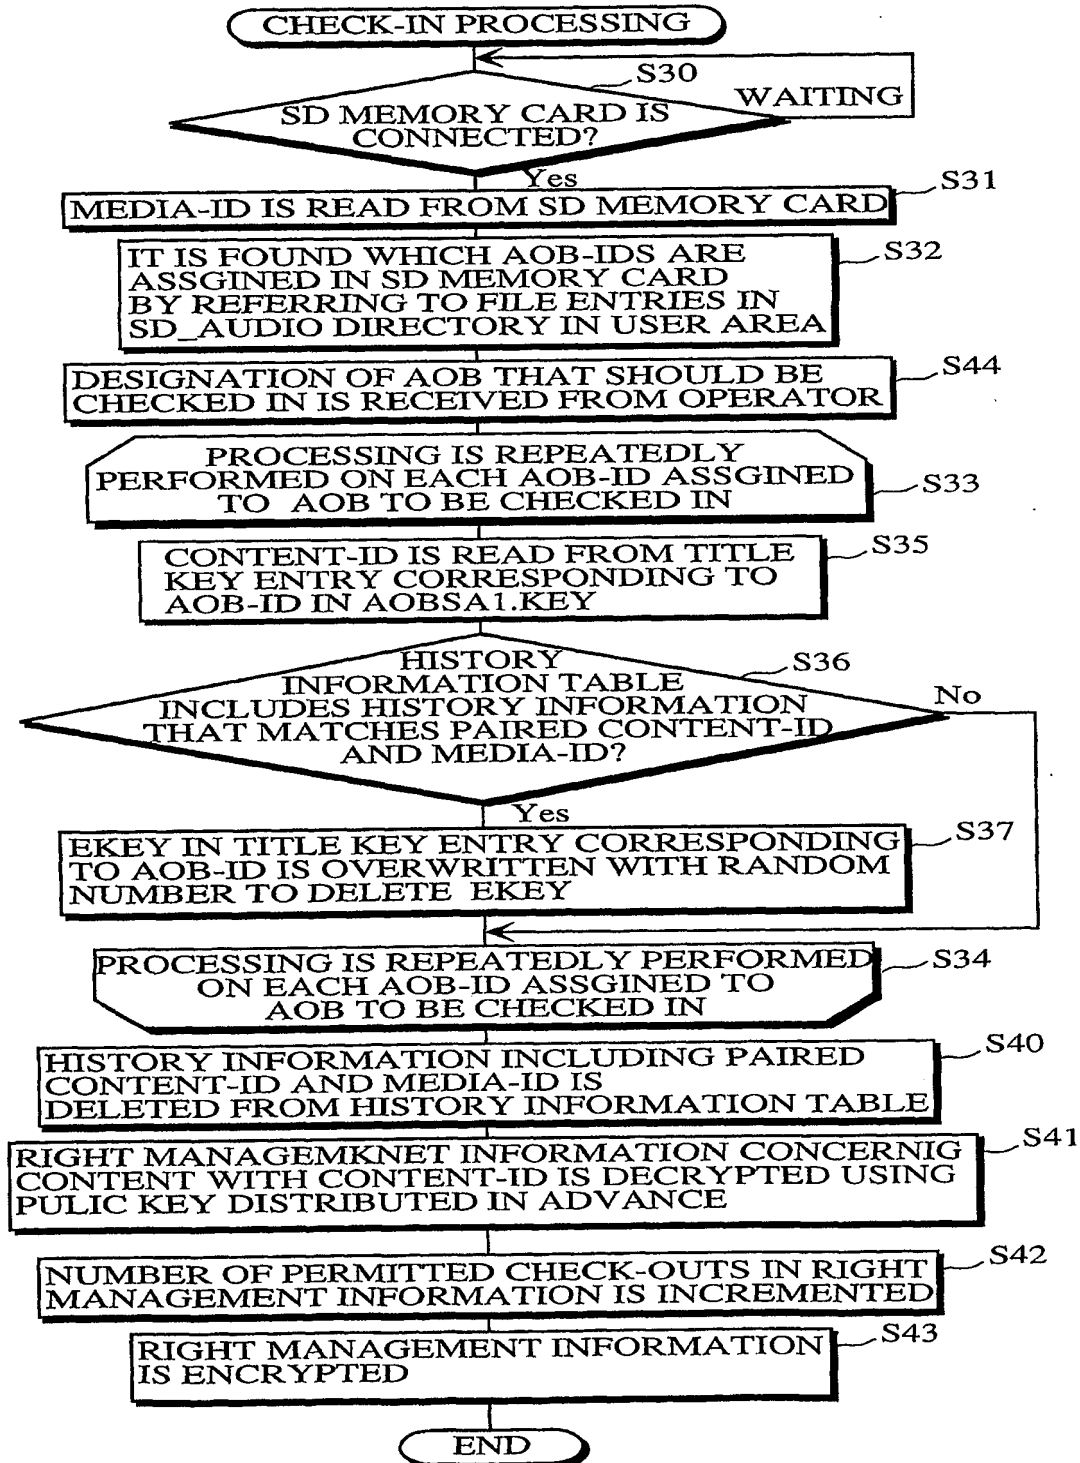 CHECK-IN PROCESSING
S30
WAITING
SD MEMORY CARD IS
CONNECTED?
Yes
S31
MEDIA-ID IS READ FROM SD MEMORY CARD
S32
IT IS FOUND WHICH AOB-IDS ARE
ASSGINED IN SD MEMORY CARD
BY REFERRING TO FILE ENTRIES IN
SD_AUDIO DIRECTORY IN USER AREA
S44
DESIGNATION OF AOB THAT SHOULD BE
CHECKED IN IS RECEIVED FROM OPERATOR
PROCESSING IS REPEATEDLY
PERFORMED ON EACH AOB-ID ASSGINED
TO AOB TO BE CHECKED IN
S33
S35
CONTENT-ID IS READ FROM TITLE
KEY ENTRY CORRESPONDING TO
AOB-ID IN AOBSA1.KEY
S36
HISTORY
INFORMATION TABLE
INCLUDES HISTORY INFORMATION
THAT MATCHES PAIRED CONTENT-ID
AND MEDIA-ID?
No
Yes
S37
EKEY IN TITLE KEY ENTRY CORRESPONDING
TO AOB-ID IS OVERWRITTEN WITH RANDOM
NUMBER TO DELETE EKEY
PROCESSING IS REPEATEDLY PERFORMED
ON EACH AOB-ID ASSGINED TO
AOB TO BE CHECKED IN
S34
S40
HISTORY INFORMATION INCLUDING PAIRED
CONTENT-ID AND MEDIA-ID IS
DELETED FROM HISTORY INFORMATION TABLE
S41
RIGHT MANAGEMKNET INFORMATION CONCERNIG
CONTENT WITH CONTENT-ID IS DECRYPTED USING
PULIC KEY DISTRIBUTED IN ADVANCE
S42
NUMBER OF PERMITTED CHECK-OUTS IN RIGHT
MANAGEMENT INFORMATION IS INCREMENTED
S43
RIGHT MANAGEMENT INFORMATION
IS ENCRYPTED
END